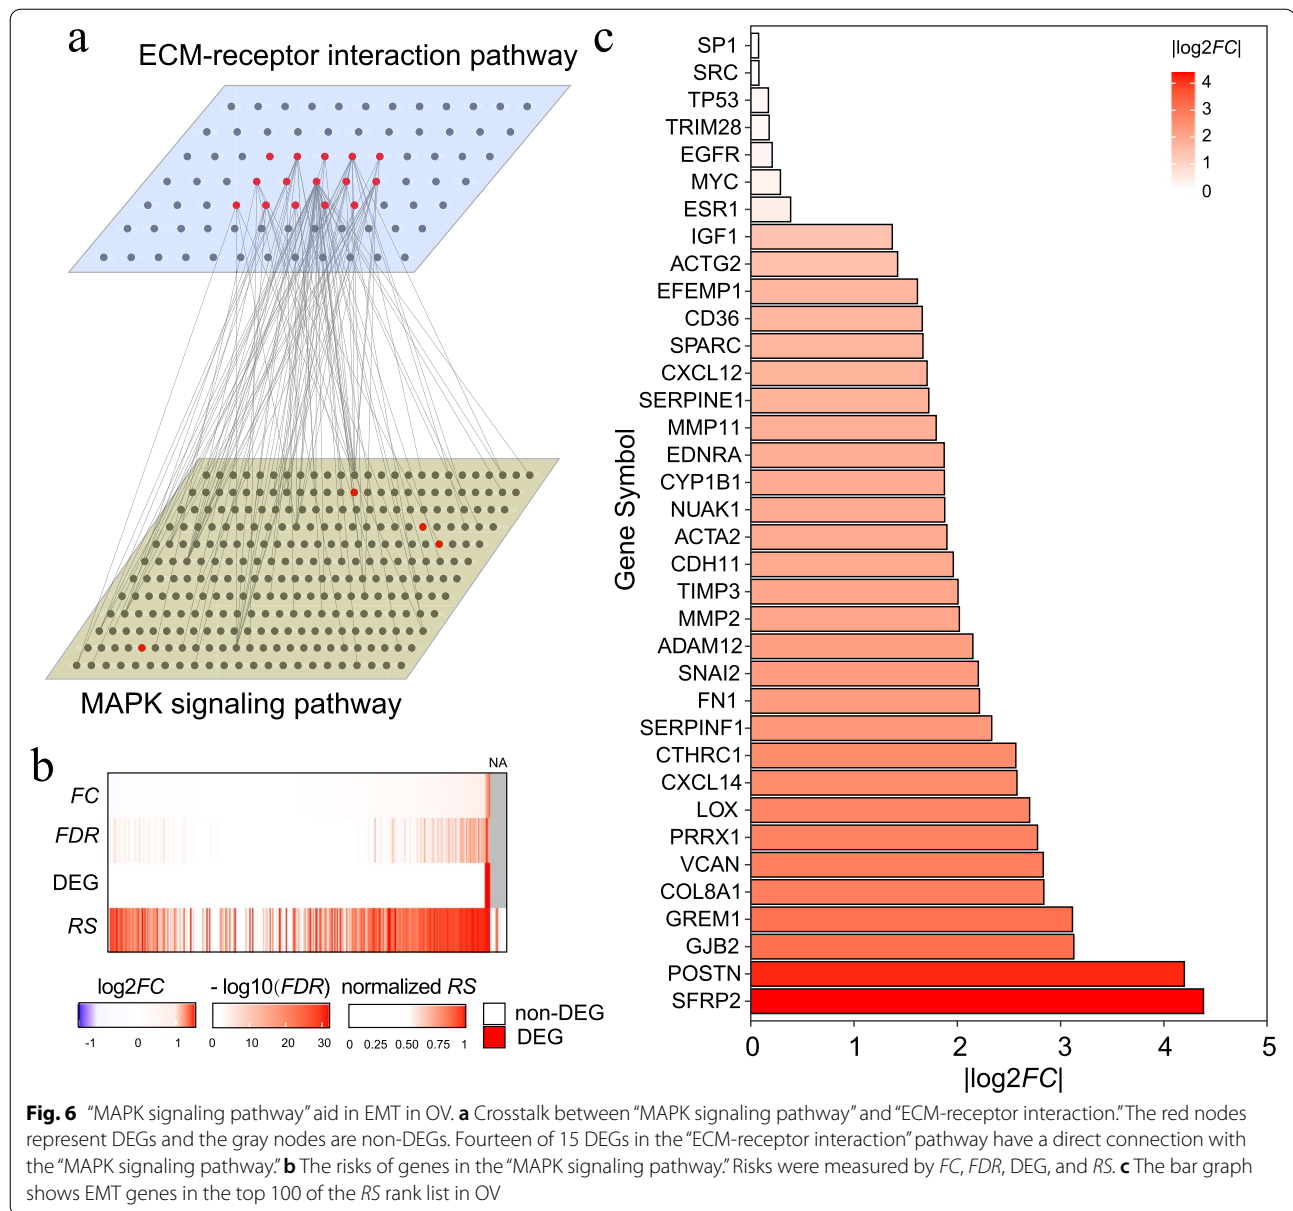 a
ECM-receptor interaction pathway
MAPK signaling pathway
b
NA
FC
FDR
DEG
RS
log2FC
-1 0 1
- log10(FDR)
0 10 20 30
normalized RS
0 0.25 0.50 0.75 1
non-DEG
DEG
c
Gene Symbol
SP1
SRC
TP53
TRIM28
EGFR
MYC
ESR1
IGF1
ACTG2
EFEMP1
CD36
SPARC
CXCL12
SERPINE1
MMP11
EDNRA
CYP1B1
NUAK1
ACTA2
CDH11
TIMP3
MMP2
ADAM12
SNAI2
FN1
SERPINF1
CTHRC1
CXCL14
LOX
PRRX1
VCAN
COL8A1
GREM1
GJB2
POSTN
SFRP2
0 1 2 3 4 5
|log2FC|
|log2FC|
4
3
2
1
0
Fig. 6 “MAPK signaling pathway” aid in EMT in OV. a Crosstalk between “MAPK signaling pathway” and “ECM-receptor interaction.” The red nodes
represent DEGs and the gray nodes are non-DEGs. Fourteen of 15 DEGs in the “ECM-receptor interaction” pathway have a direct connection with
the “MAPK signaling pathway.” b The risks of genes in the “MAPK signaling pathway.” Risks were measured by FC, FDR, DEG, and RS. c The bar graph
shows EMT genes in the top 100 of the RS rank list in OV